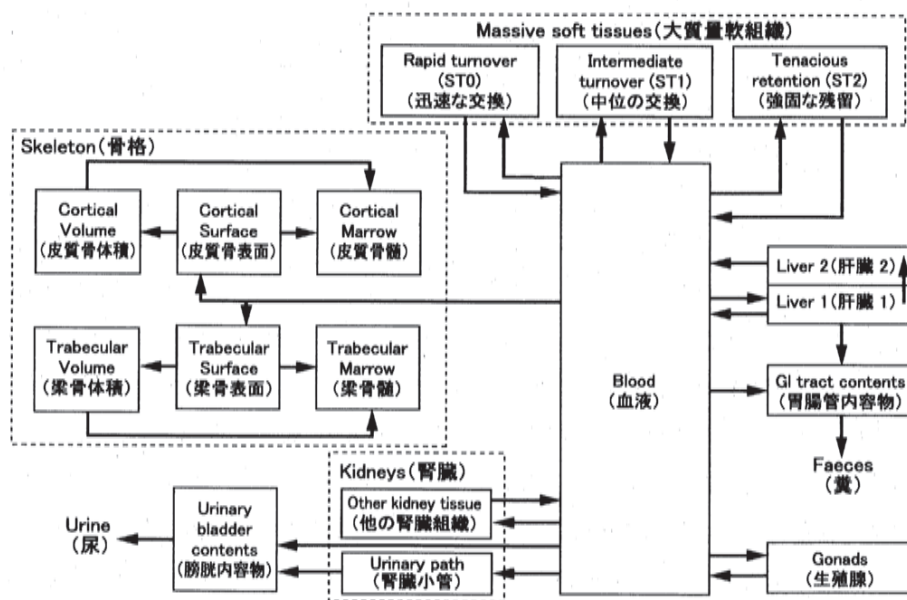 Massive soft tissues(大質量軟組織)
Rapid turnover
(ST0)
(迅速な交換)
Intermediate
turnover (ST1)
(中位の交換)
Tenacious
retention (ST2)
(強固な残留)
Skeleton(骨格)
Cortical
Volume
(皮質骨体積)
Cortical
Surface
(皮質骨表面)
Cortical
Marrow
(皮質骨髄)
Trabecular
Volume
(梁骨体積)
Trabecular
Surface
(梁骨表面)
Trabecular
Marrow
(梁骨髄)
Blood
(血液)
Liver 2(肝臓 2)
Liver 1(肝臓 1)
GI tract contents
(胃腸管内容物)
Faeces
(糞)
Kidneys(腎臓)
Other kidney tissue
(他の腎臓組織)
Urinary path
(腎臓小管)
Urinary
bladder
contents
(膀胱内容物)
Urine
(尿)
Gonads
(生殖腺)